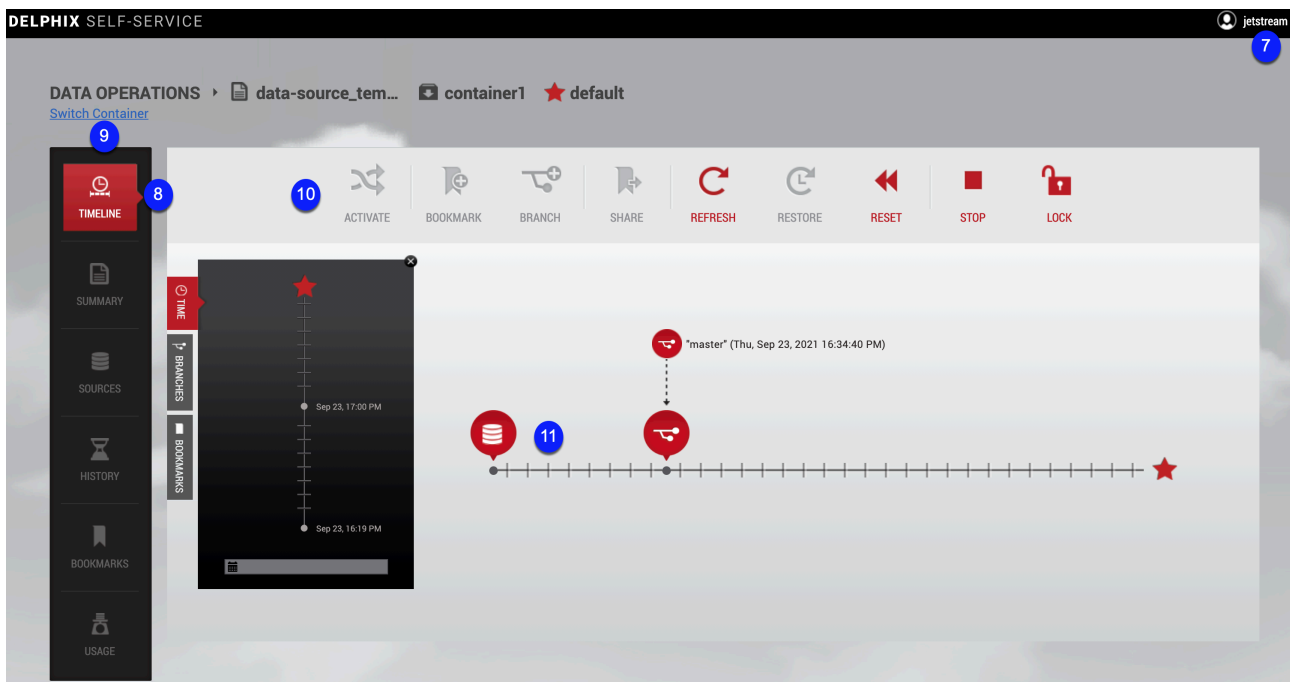 DELPHIX SELF-SERVICE
jetstream
7
DATA OPERATIONS data-source_tem... container1 default
Switch Container
9
8
TIMELINE
SUMMARY
SOURCES
HISTORY
BOOKMARKS
USAGE
10
ACTIVATE
BOOKMARK
BRANCH
SHARE
REFRESH
RESTORE
RESET
STOP
LOCK
TIME
BRANCHES
BOOKMARKS
Sep 23, 17:00 PM
Sep 23, 16:19 PM
"master" (Thu, Sep 23, 2021 16:34:40 PM)
11